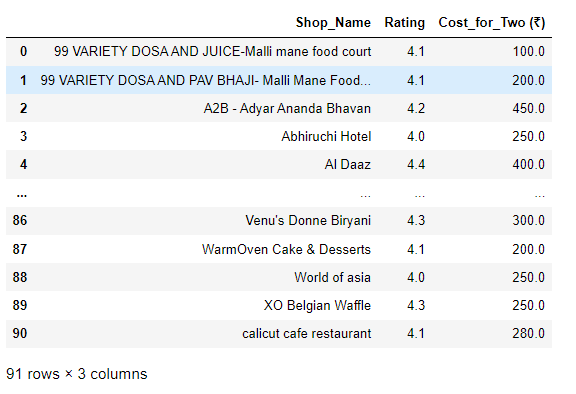 Shop_Name Rating Cost_for_Two (₹)
0 99 VARIETY DOSA AND JUICE-Malli mane food court 4.1 100.0
1 99 VARIETY DOSA AND PAV BHAJI- Malli Mane Food... 4.1 200.0
2 A2B - Adyar Ananda Bhavan 4.2 450.0
3 Abhiruchi Hotel 4.0 250.0
4 Al Daaz 4.4 400.0
... ... ... ...
86 Venu's Donne Biryani 4.3 300.0
87 WarmOven Cake & Desserts 4.1 200.0
88 World of asia 4.0 250.0
89 XO Belgian Waffle 4.3 250.0
90 calicut cafe restaurant 4.1 280.0
91 rows × 3 columns